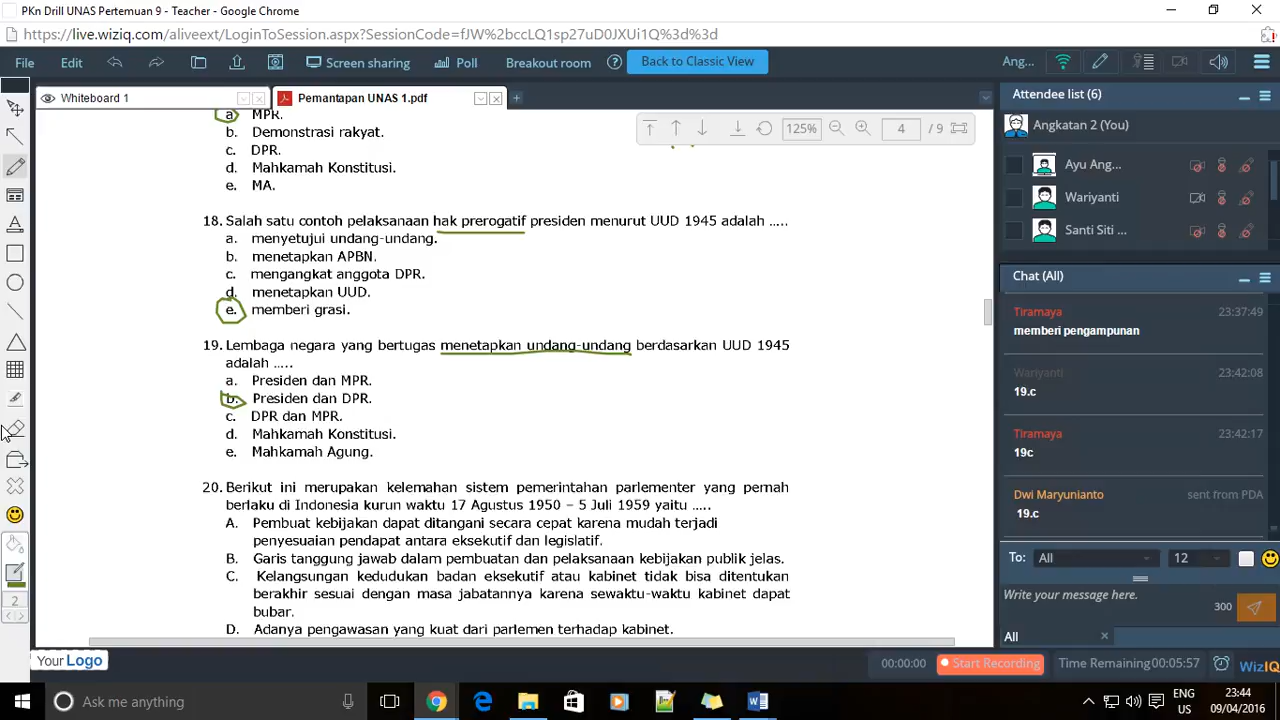 PKn Drill UNAS Pertemuan 9 - Teacher - Google Chrome
https://live.wiziq.com/aliveext/LoginToSession.aspx?SessionCode=fJW%2bccLQ1sp27uD0JXUi1Q%3d%3d
File Edit Screen sharing Poll Breakout room ? Back to Classic View Ang...
Whiteboard 1 Pemantapan UNAS 1.pdf
125% 4 / 9
a MPR.
b. Demonstrasi rakyat.
c. DPR.
d. Mahkamah Konstitusi.
e. MA.
18. Salah satu contoh pelaksanaan hak prerogatif presiden menurut UUD 1945 adalah .....
a. menyetujui undang-undang.
b. menetapkan APBN.
c. mengangkat anggota DPR.
d. menetapkan UUD.
e. memberi grasi.
19. Lembaga negara yang bertugas menetapkan undang-undang berdasarkan UUD 1945
adalah .....
a. Presiden dan MPR.
b. Presiden dan DPR.
c. DPR dan MPR.
d. Mahkamah Konstitusi.
e. Mahkamah Agung.
20. Berikut ini merupakan kelemahan sistem pemerintahan parlementer yang pernah
berlaku di Indonesia kurun waktu 17 Agustus 1950 – 5 Juli 1959 yaitu .....
A. Pembuat kebijakan dapat ditangani secara cepat karena mudah terjadi
penyesuaian pendapat antara eksekutif dan legislatif.
B. Garis tanggung jawab dalam pembuatan dan pelaksanaan kebijakan publik jelas.
C. Kelangsungan kedudukan badan eksekutif atau kabinet tidak bisa ditentukan
berakhir sesuai dengan masa jabatannya karena sewaktu-waktu kabinet dapat
bubar.
D. Adanya pengawasan yang kuat dari parlemen terhadap kabinet.
2
Attendee list (6)
Angkatan 2 (You)
Ayu Ang...
Wariyanti
Santi Siti ...
Chat (All)
Tiramaya 23:37:49
memberi pengampunan
Wariyanti 23:42:08
19.c
Tiramaya 23:42:17
19c
Dwi Maryunianto sent from PDA
19.c
To: All 12
Write your message here.
300
All
Your Logo 00:00:00 Start Recording Time Remaining 00:05:57 WizIQ
Ask me anything
ENG 23:44
US 09/04/2016